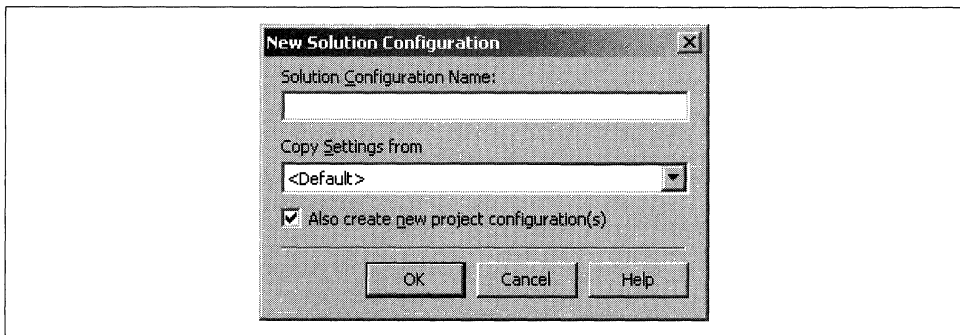 New Solution Configuration
Solution Configuration Name:
Copy Settings from
<Default>
Also create new project configuration(s)
OK Cancel Help